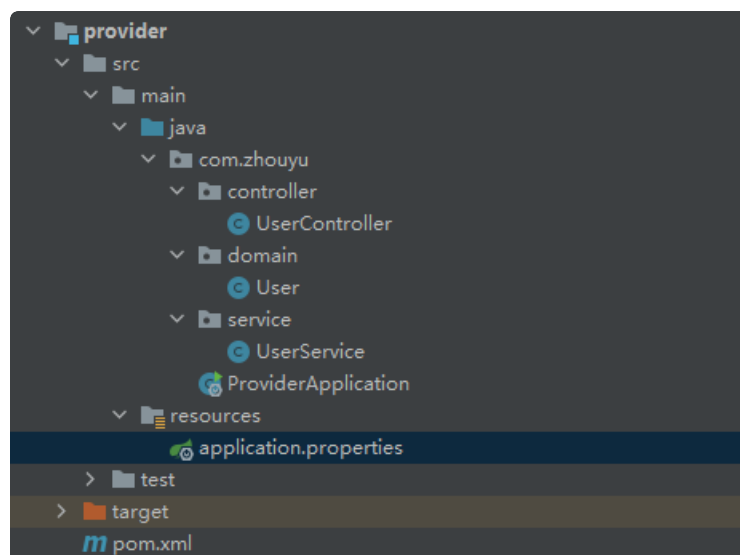 provider
src
main
java
com.zhouyu
controller
UserController
domain
User
service
UserService
ProviderApplication
resources
application.properties
test
target
pom.xml